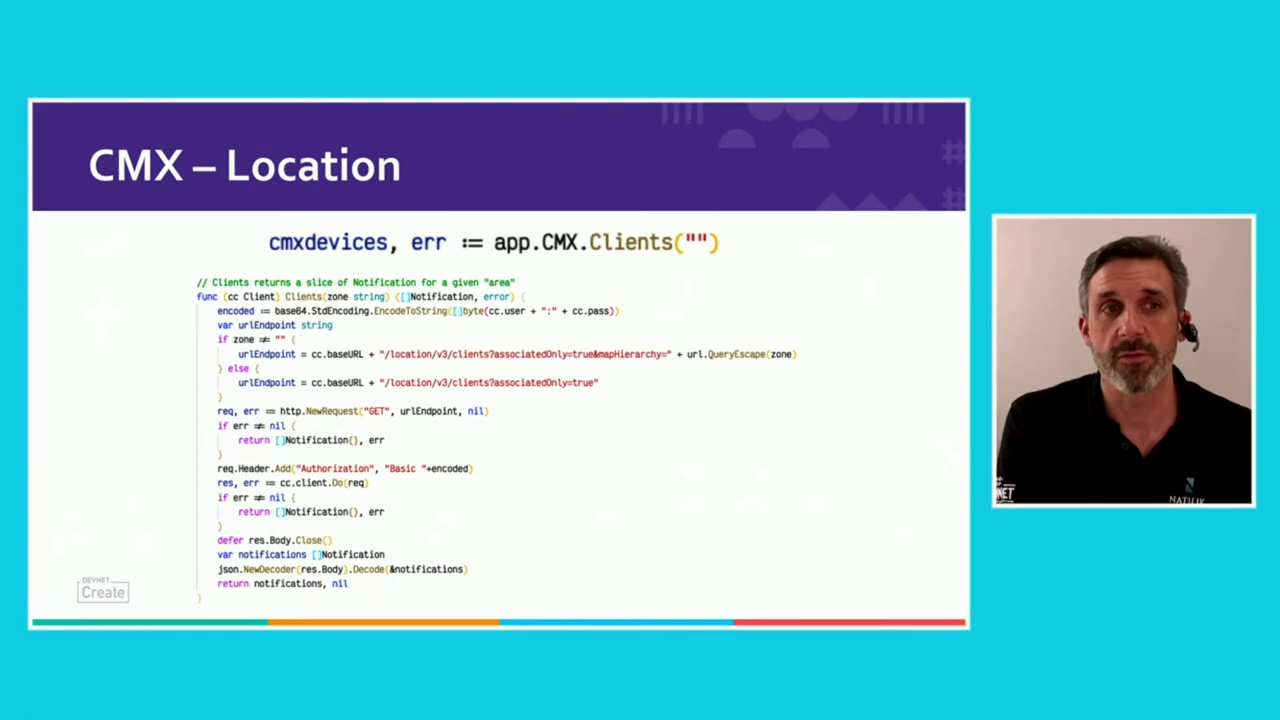 CMX – Location
cmxdevices, err := app.CMX.Clients("")
// Clients returns a slice of Notification for a given "area"
func (cc Client) Clients(zone string) ([]Notification, error) {
encoded := base64.StdEncoding.EncodeToString([]byte(cc.user + ":" + cc.pass))
var urlEndpoint string
if zone ≠ "" {
urlEndpoint = cc.baseURL + "/location/v3/clients?associatedOnly=true&mapHierarchy=" + url.QueryEscape(zone)
} else {
urlEndpoint = cc.baseURL + "/location/v3/clients?associatedOnly=true"
}
req, err := http.NewRequest("GET", urlEndpoint, nil)
if err ≠ nil {
return []Notification{}, err
}
req.Header.Add("Authorization", "Basic "+encoded)
res, err := cc.client.Do(req)
if err ≠ nil {
return []Notification{}, err
}
defer res.Body.Close()
var notifications []Notification
json.NewDecoder(res.Body).Decode(&notifications)
return notifications, nil
}
DEVNET
Create
NATILIK